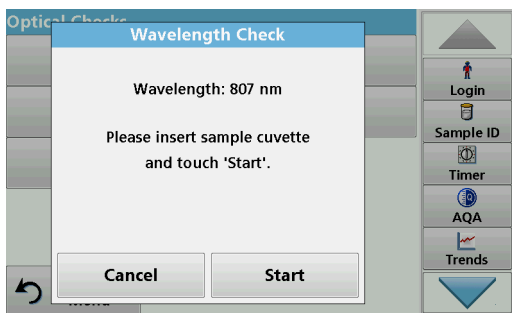 Optic
Wavelength Check
Wavelength: 807 nm
Please insert sample cuvette
and touch 'Start'.
Cancel
Start
Login
Sample ID
Timer
AQA
Trends